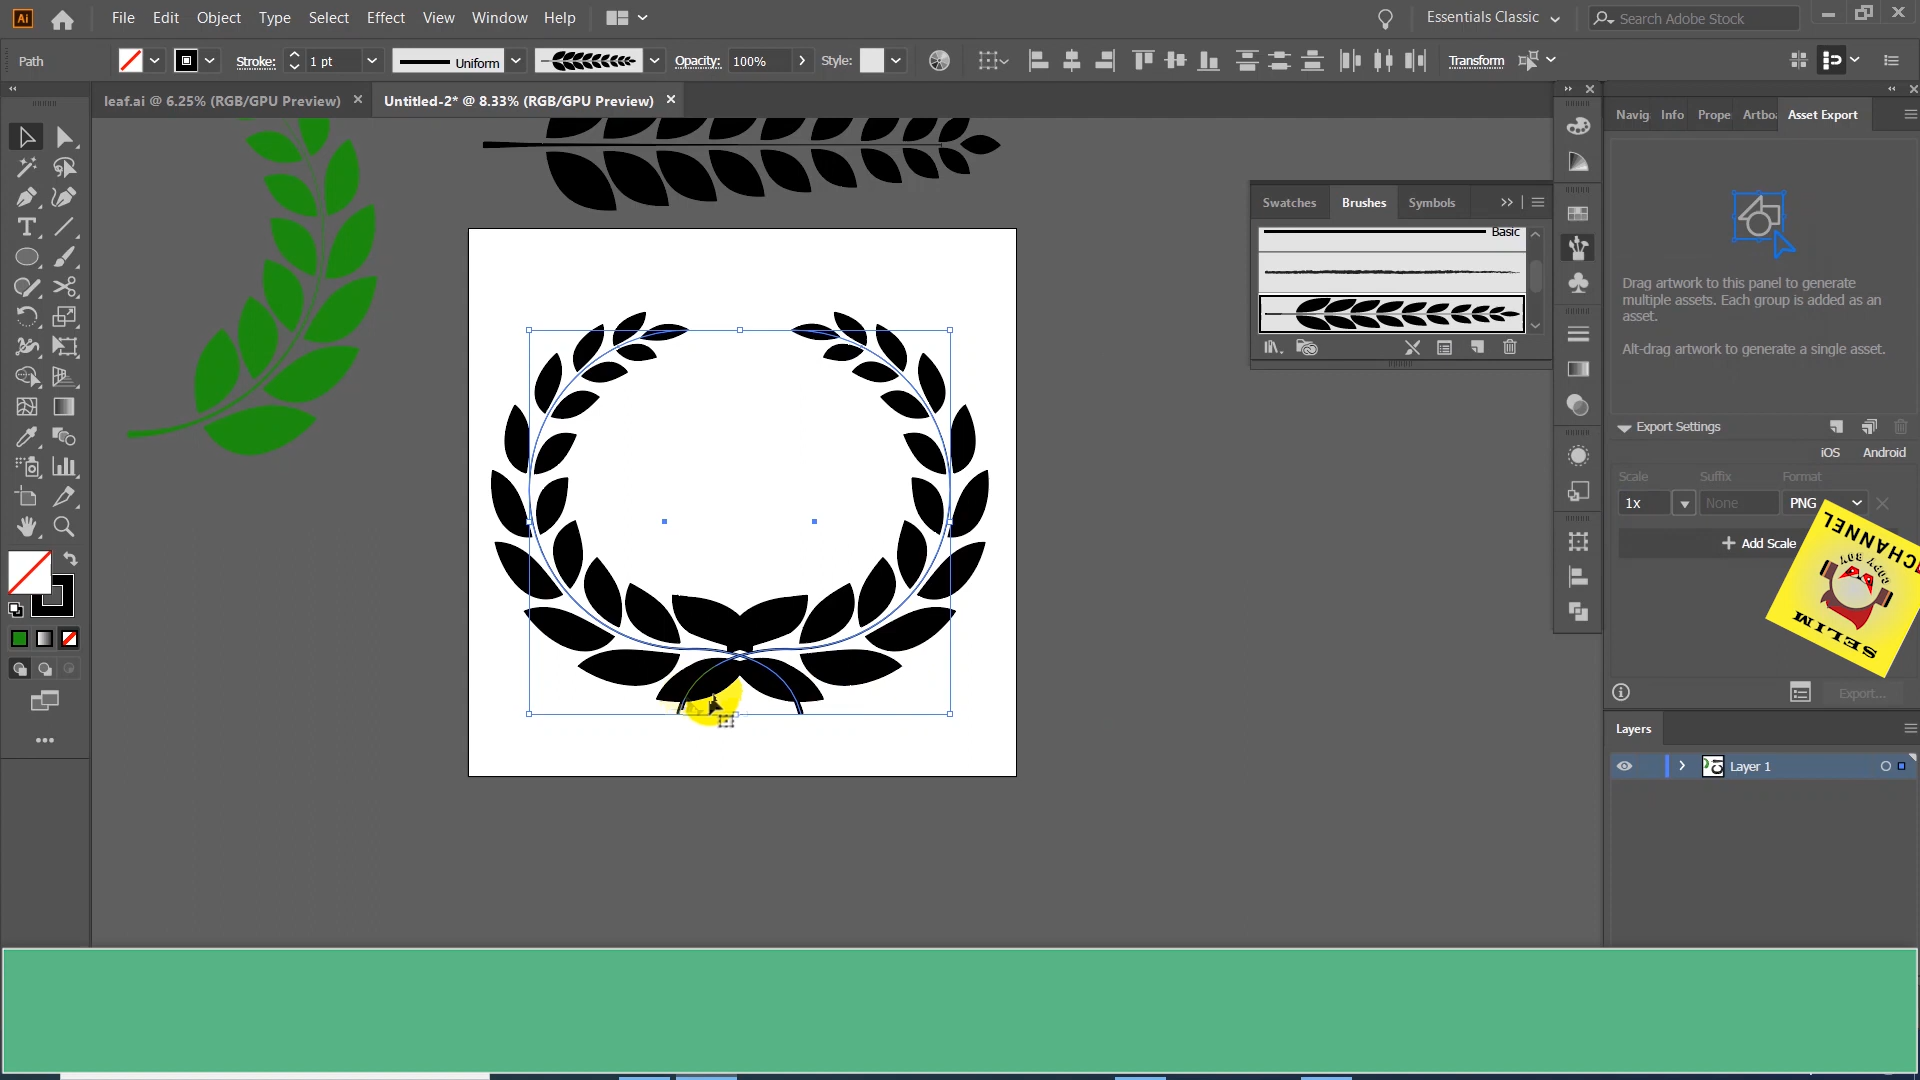 Ai File Edit Object Type Select Effect View Window Help Essentials Classic Search Adobe Stock
Path Stroke: 1 pt Uniform Opacity: 100% Style: Transform
leaf.ai @ 6.25% (RGB/GPU Preview) Untitled-2* @ 8.33% (RGB/GPU Preview)
Navig Info Prope Artboa Asset Export
Swatches Brushes Symbols
Basic
Drag artwork to this panel to generate
multiple assets. Each group is added as an
asset.
Alt-drag artwork to generate a single asset.
Export Settings
iOS Android
Scale Suffix Format
1x None PNG
Add Scale
CHANNEL
SELIM
Export...
Layers
Layer 1